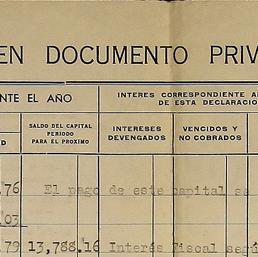 EN DOCUMENTO PRIV
NTE EL AÑO
INTERES CORRESPONDIENTE A
DE ESTA DECLARACIO
D
SALDO DEL CAPITAL
PERIODO
PARA EL PROXIMO
INTERESES
DEVENGADOS
VENCIDOS Y
NO COBRADOS
.76 El pago de este capital se
.03
.79 13,788.16 Interés Fiscal segú